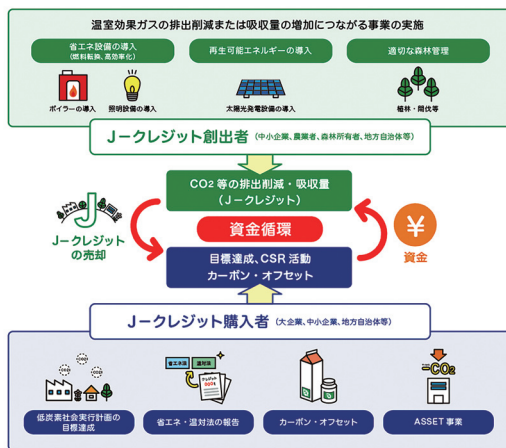 温室効果ガスの排出削減または吸収量の増加につながる事業の実施
省エネ設備の導入
(燃料転換、高効率化)
再生可能エネルギーの導入
適切な森林管理
ボイラーの導入
照明設備の導入
太陽光発電設備の導入
植林・間伐等
J-クレジット創出者 (中小企業、農業者、森林所有者、地方自治体等)
CO2 等の排出削減・吸収量
(J-クレジット)
J
J-クレジット
の売却
資金循環
¥
資金
目標達成、CSR 活動
カーボン・オフセット
J-クレジット購入者 (大企業、中小企業、地方自治体等)
省エネ法
温対法
-CO2
低炭素社会実行計画の
目標達成
省エネ・温対法の報告
カーボン・オフセット
ASSET 事業